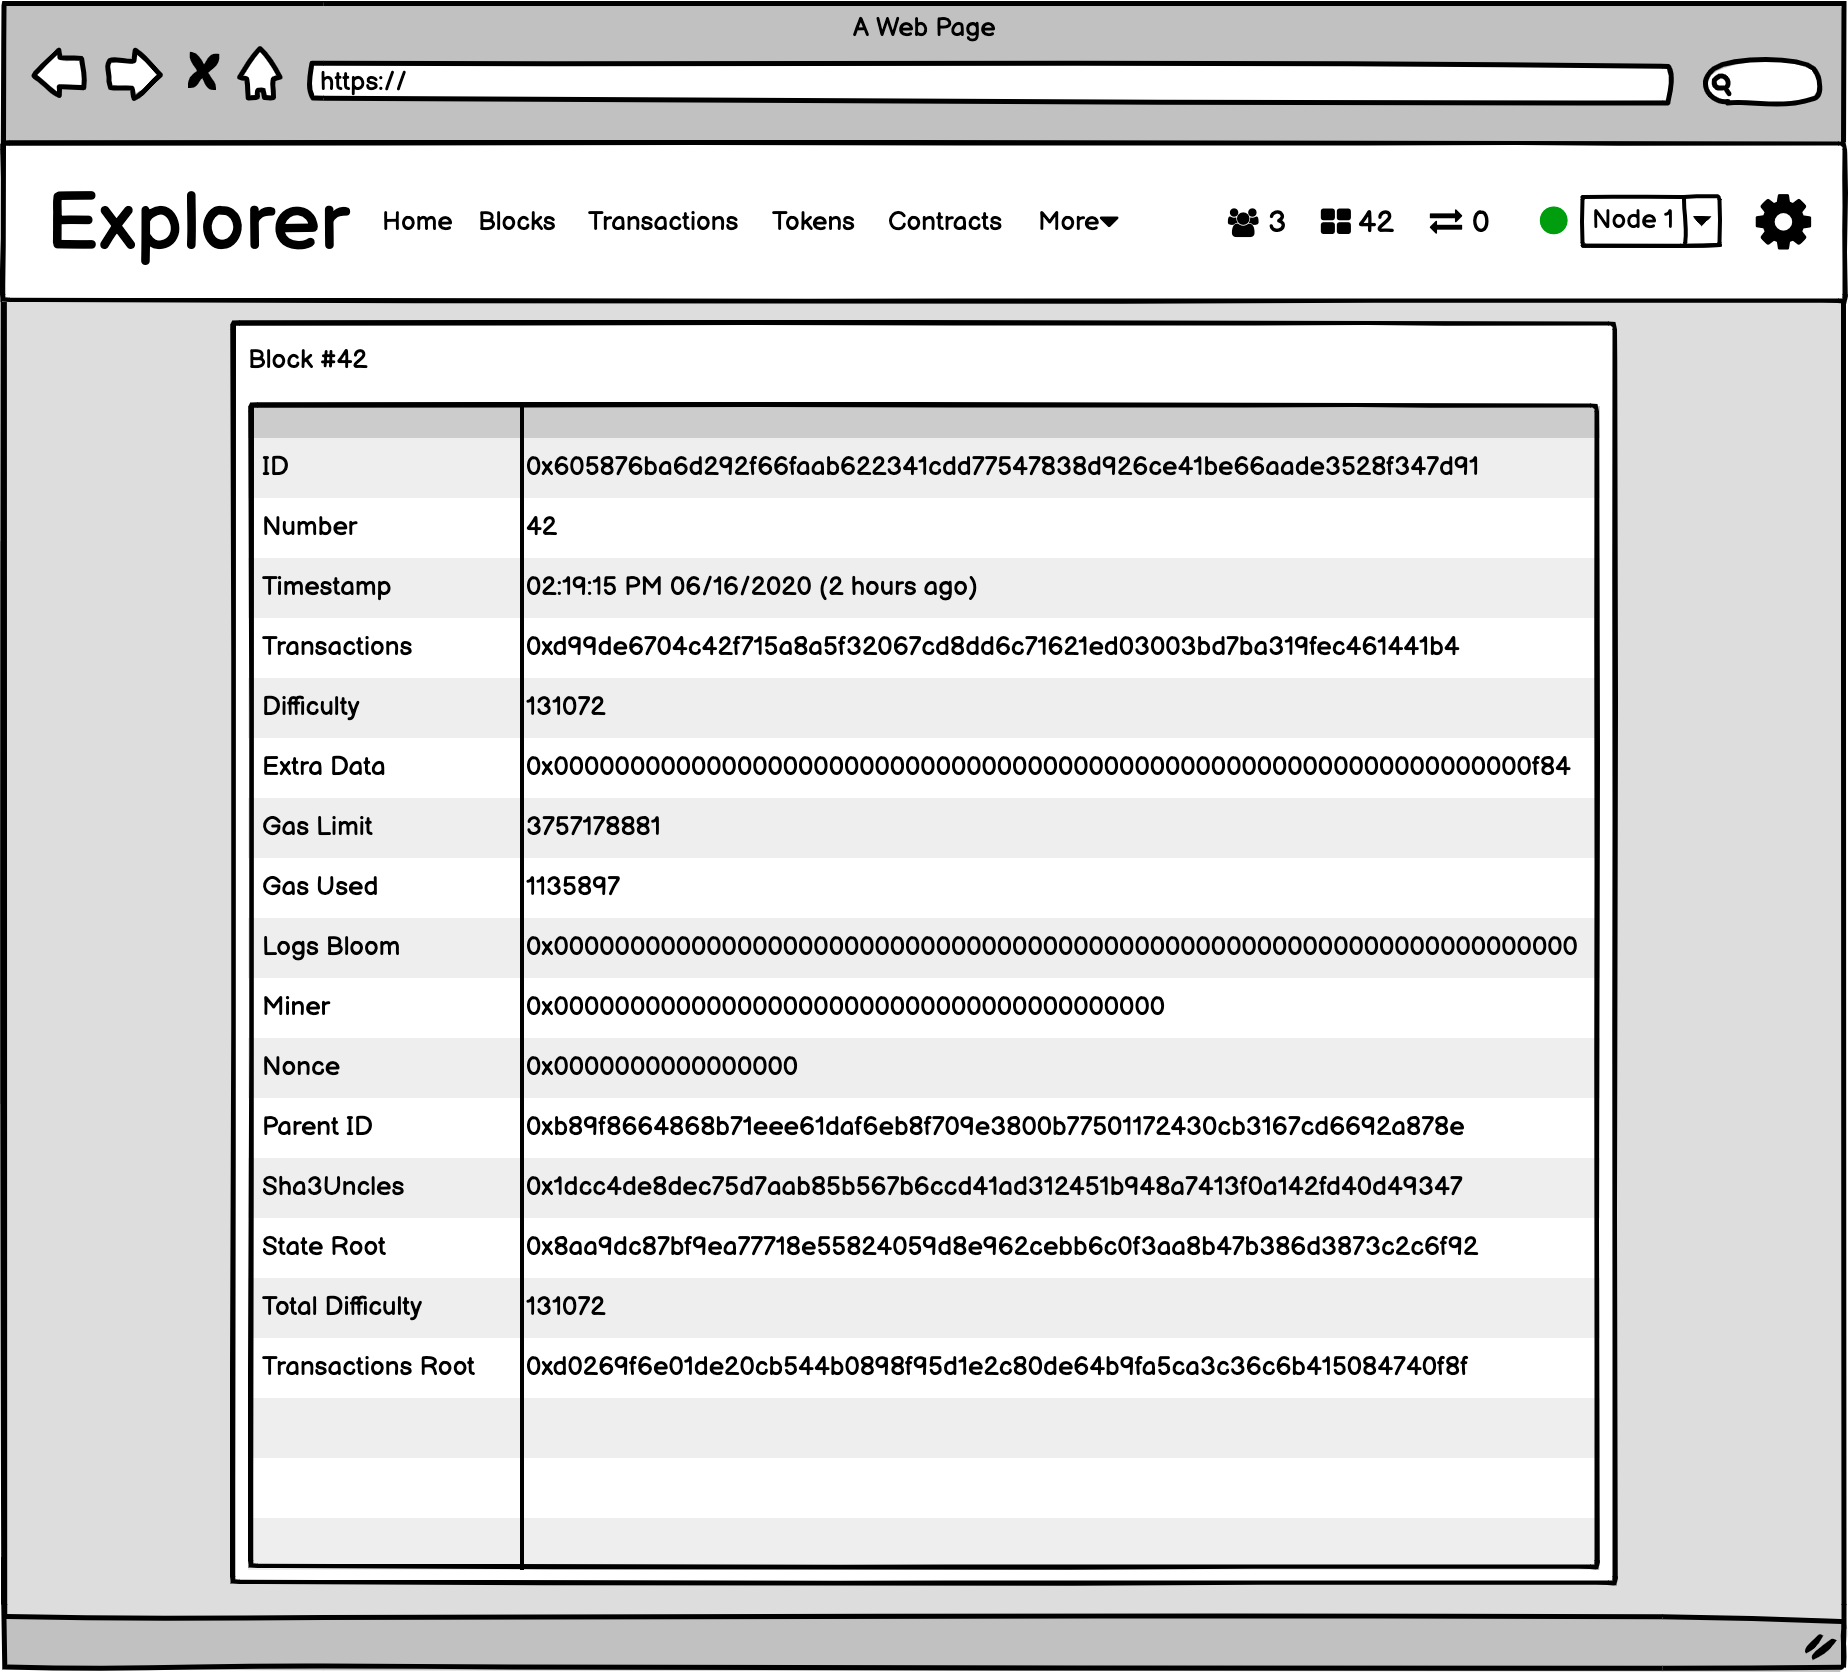 A Web Page
https://
Explorer
Home Blocks Transactions Tokens Contracts More 3 42 0 Node 1
Block #42
ID 0x605876ba6d292f66faab622341cdd77547838d926ce41be66aade3528f347d91
Number 42
Timestamp 02:19:15 PM 06/16/2020 (2 hours ago)
Transactions 0xd99de6704c42f715a8a5f32067cd8dd6c71621ed03003bd7ba319fec461441b4
Difficulty 131072
Extra Data 0x0000000000000000000000000000000000000000000000000000000000000000f84
Gas Limit 3757178881
Gas Used 1135897
Logs Bloom 0x0000000000000000000000000000000000000000000000000000000000000000000
Miner 0x0000000000000000000000000000000000000000
Nonce 0x0000000000000000
Parent ID 0xb89f8664868b71eee61daf6eb8f709e3800b77501172430cb3167cd6692a878e
Sha3Uncles 0x1dcc4de8dec75d7aab85b567b6ccd41ad312451b948a7413f0a142fd40d49347
State Root 0x8aa9dc87bf9ea77718e55824059d8e962cebb6c0f3aa8b47b386d3873c2c6f92
Total Difficulty 131072
Transactions Root 0xd0269f6e01de20cb544b0898f95d1e2c80de64b9fa5ca3c36c6b415084740f8f